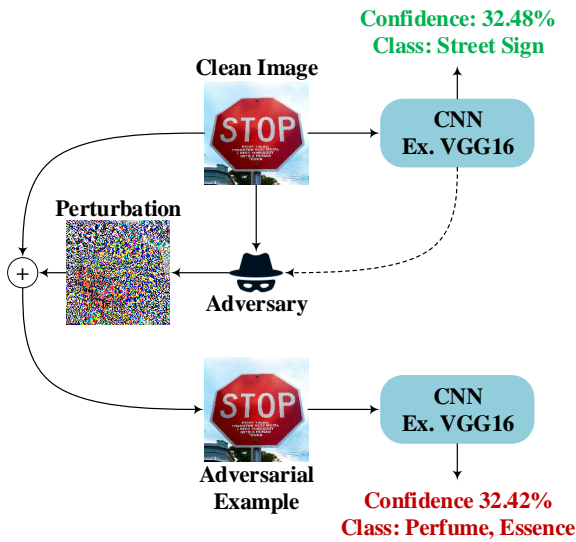 Confidence: 32.48%
Class: Street Sign
Clean Image
STOP
CNN
Ex. VGG16
Perturbation
+
Adversary
STOP
CNN
Ex. VGG16
Adversarial
Example
Confidence 32.42%
Class: Perfume, Essence